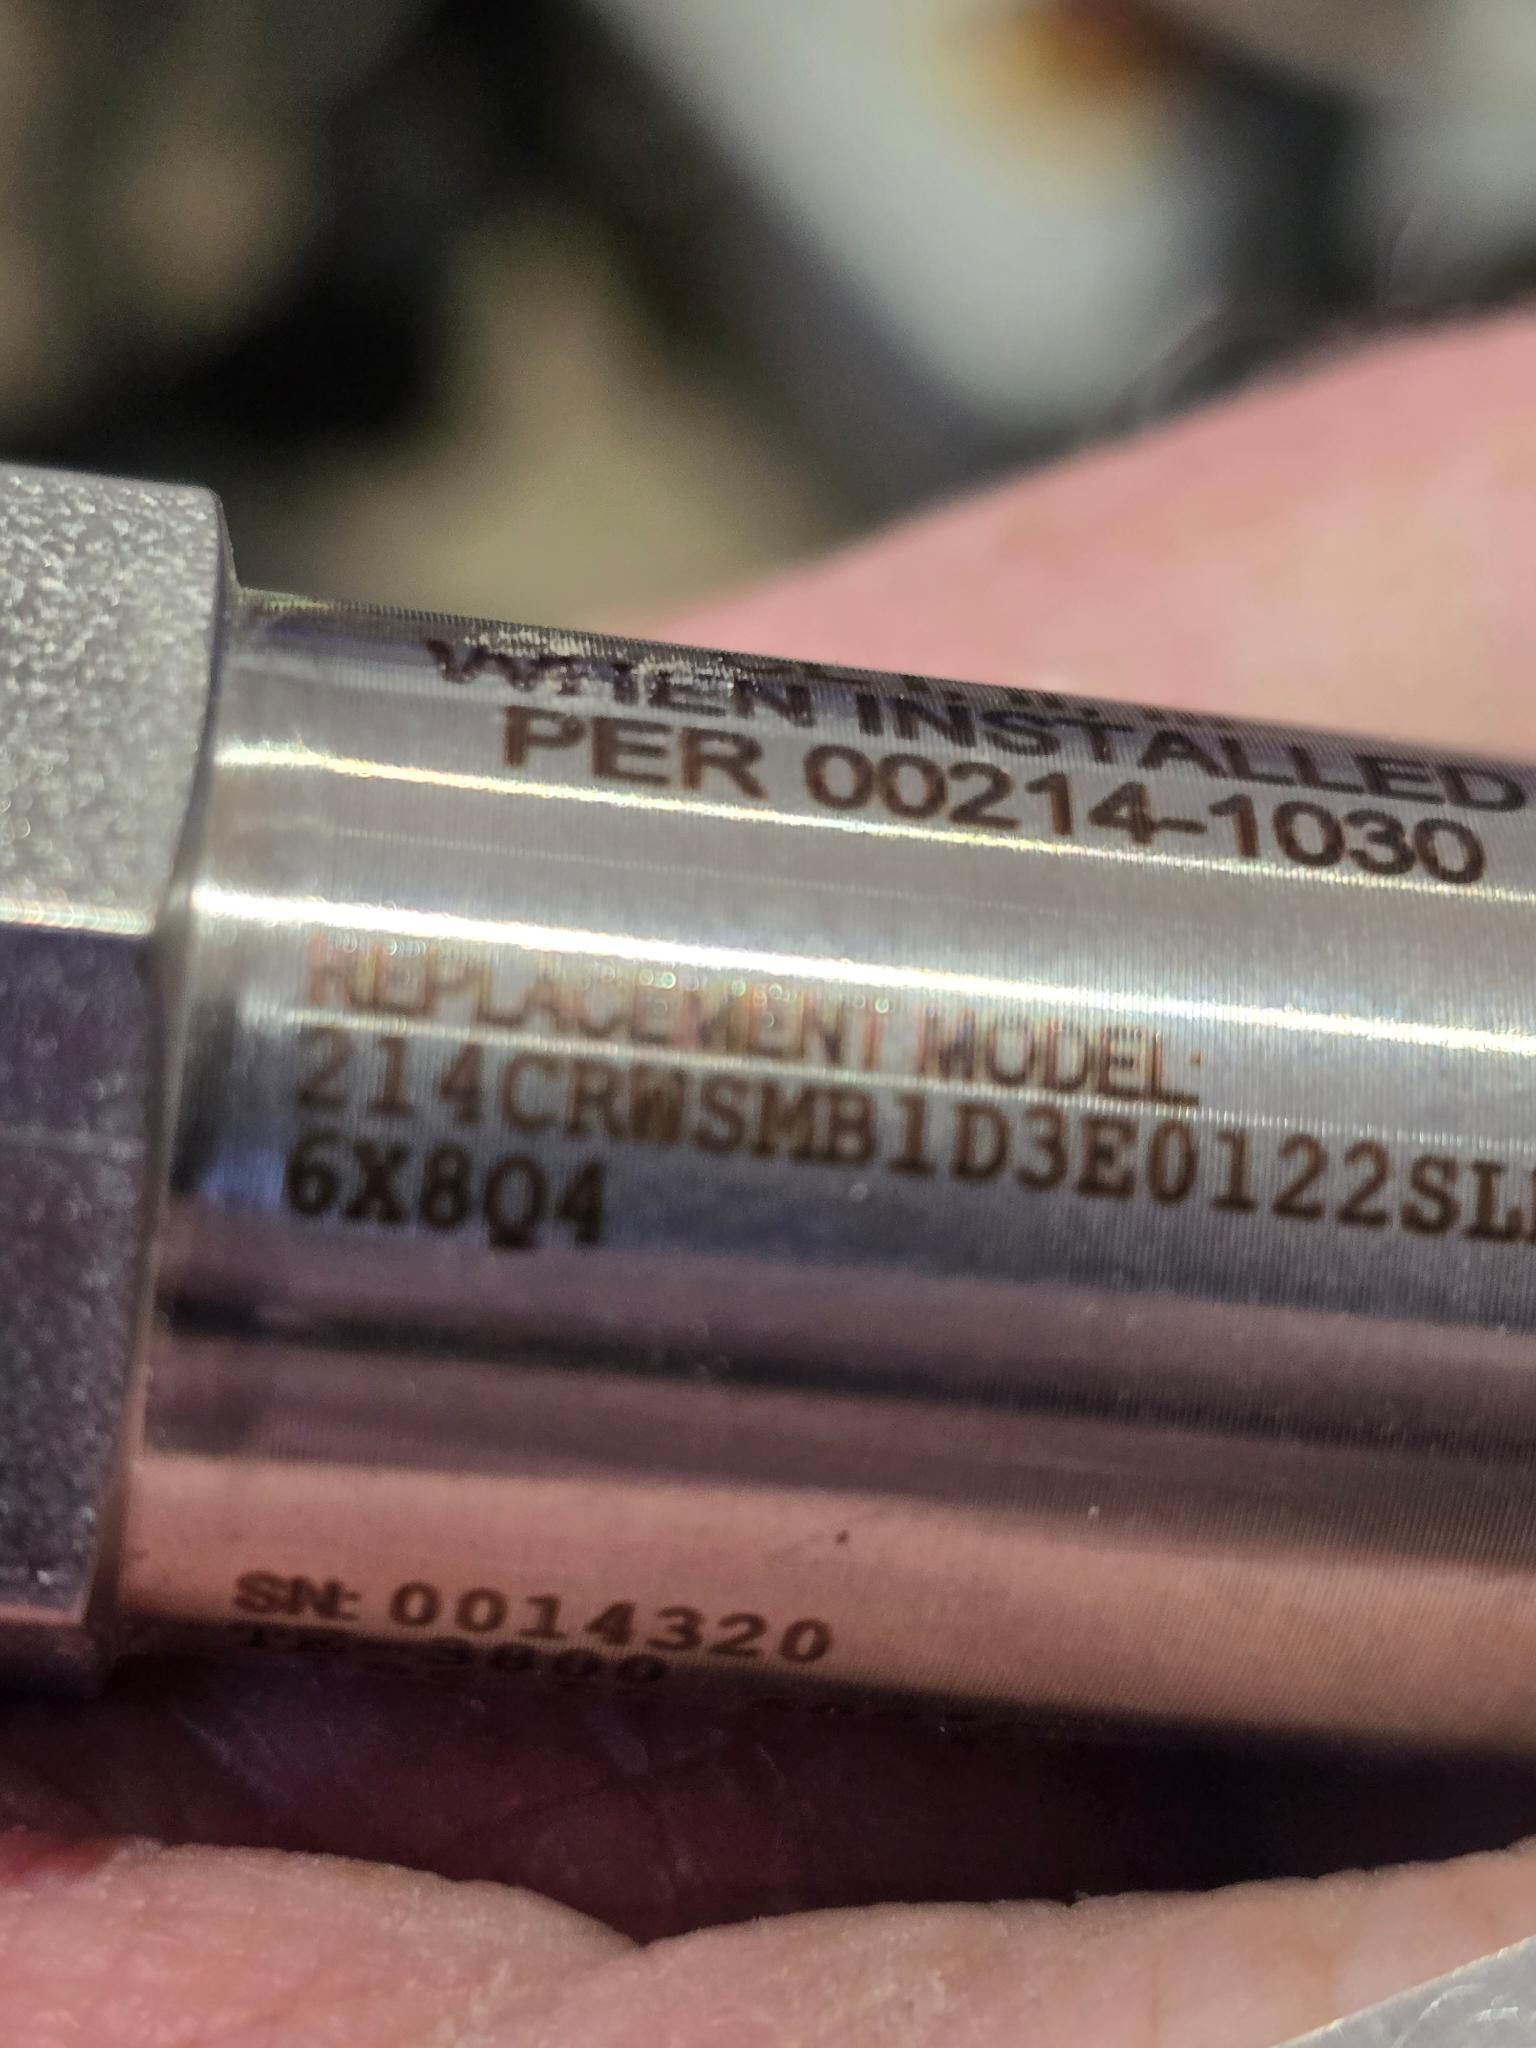 WHEN INSTALLED
PER 00214-1030
REPLACEMENT MODEL:
214CRWSMB1D3E0122SL
6X8Q4
SN: 0014320